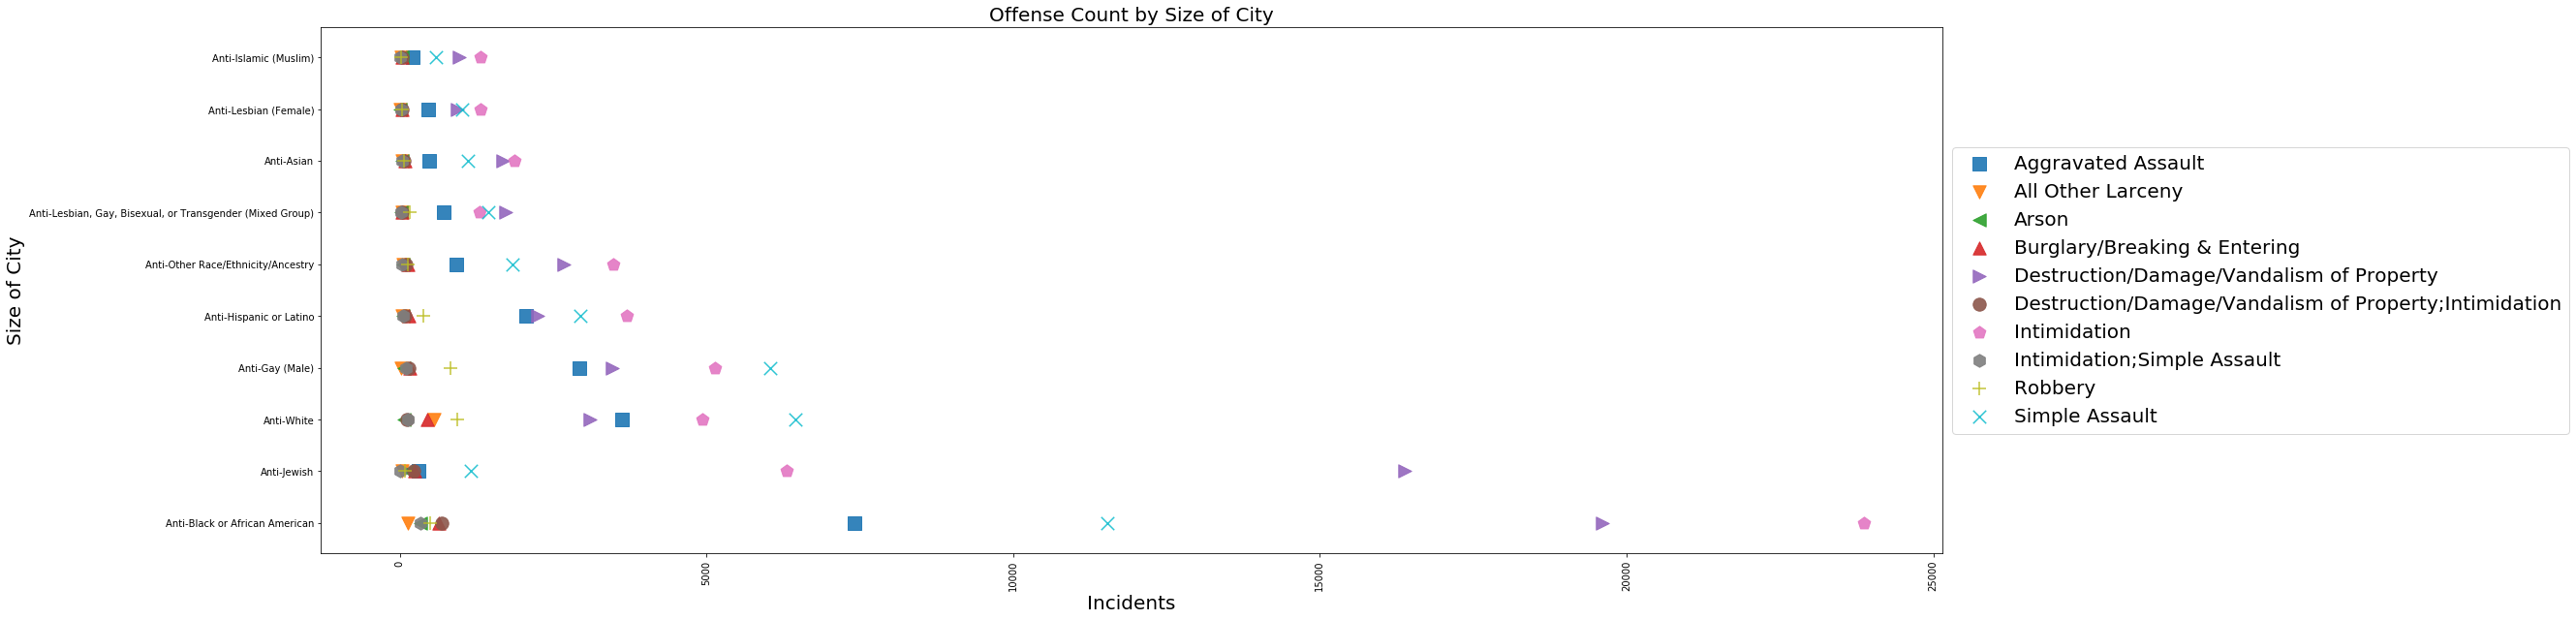 Offense Count by Size of City
Size of City
Anti-Islamic (Muslim)
Anti-Lesbian (Female)
Anti-Asian
Anti-Lesbian, Gay, Bisexual, or Transgender (Mixed Group)
Anti-Other Race/Ethnicity/Ancestry
Anti-Hispanic or Latino
Anti-Gay (Male)
Anti-White
Anti-Jewish
Anti-Black or African American
0
5000
10000
15000
20000
25000
Incidents
Aggravated Assault
All Other Larceny
Arson
Burglary/Breaking & Entering
Destruction/Damage/Vandalism of Property
Destruction/Damage/Vandalism of Property;Intimidation
Intimidation
Intimidation;Simple Assault
Robbery
Simple Assault